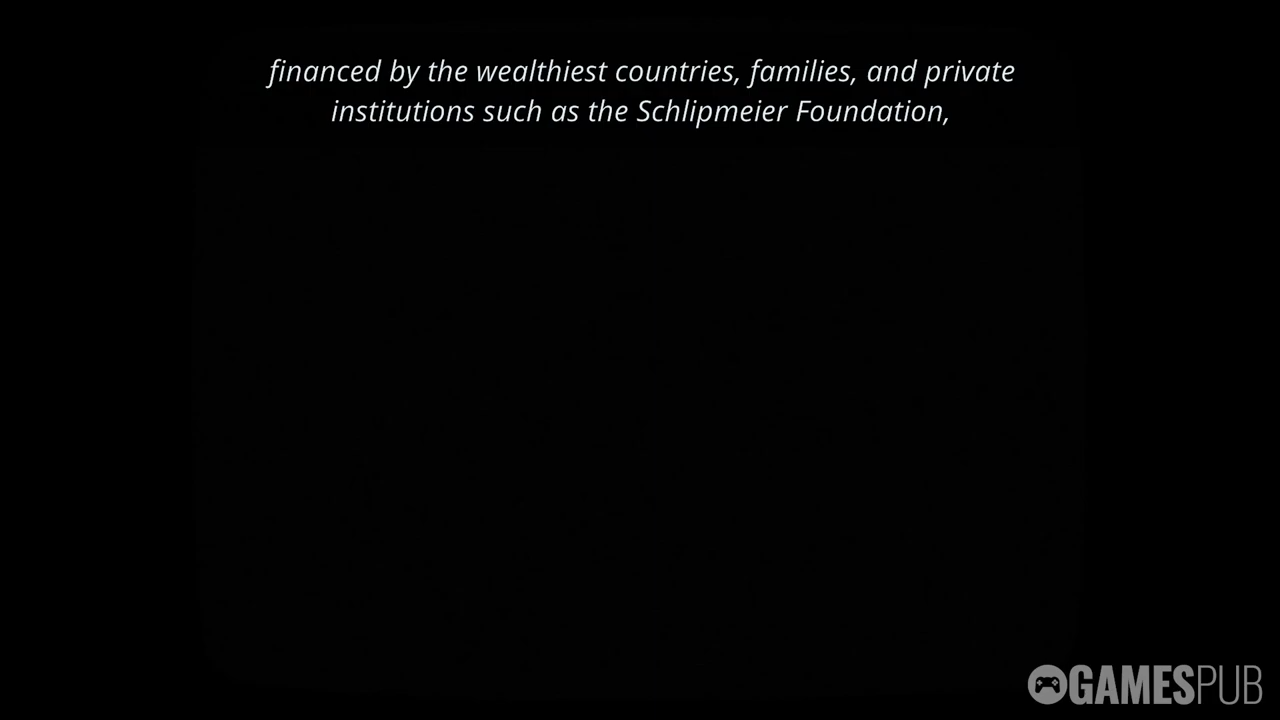 financed by the wealthiest countries, families, and private
institutions such as the Schlipmeier Foundation,
GAMESPUB